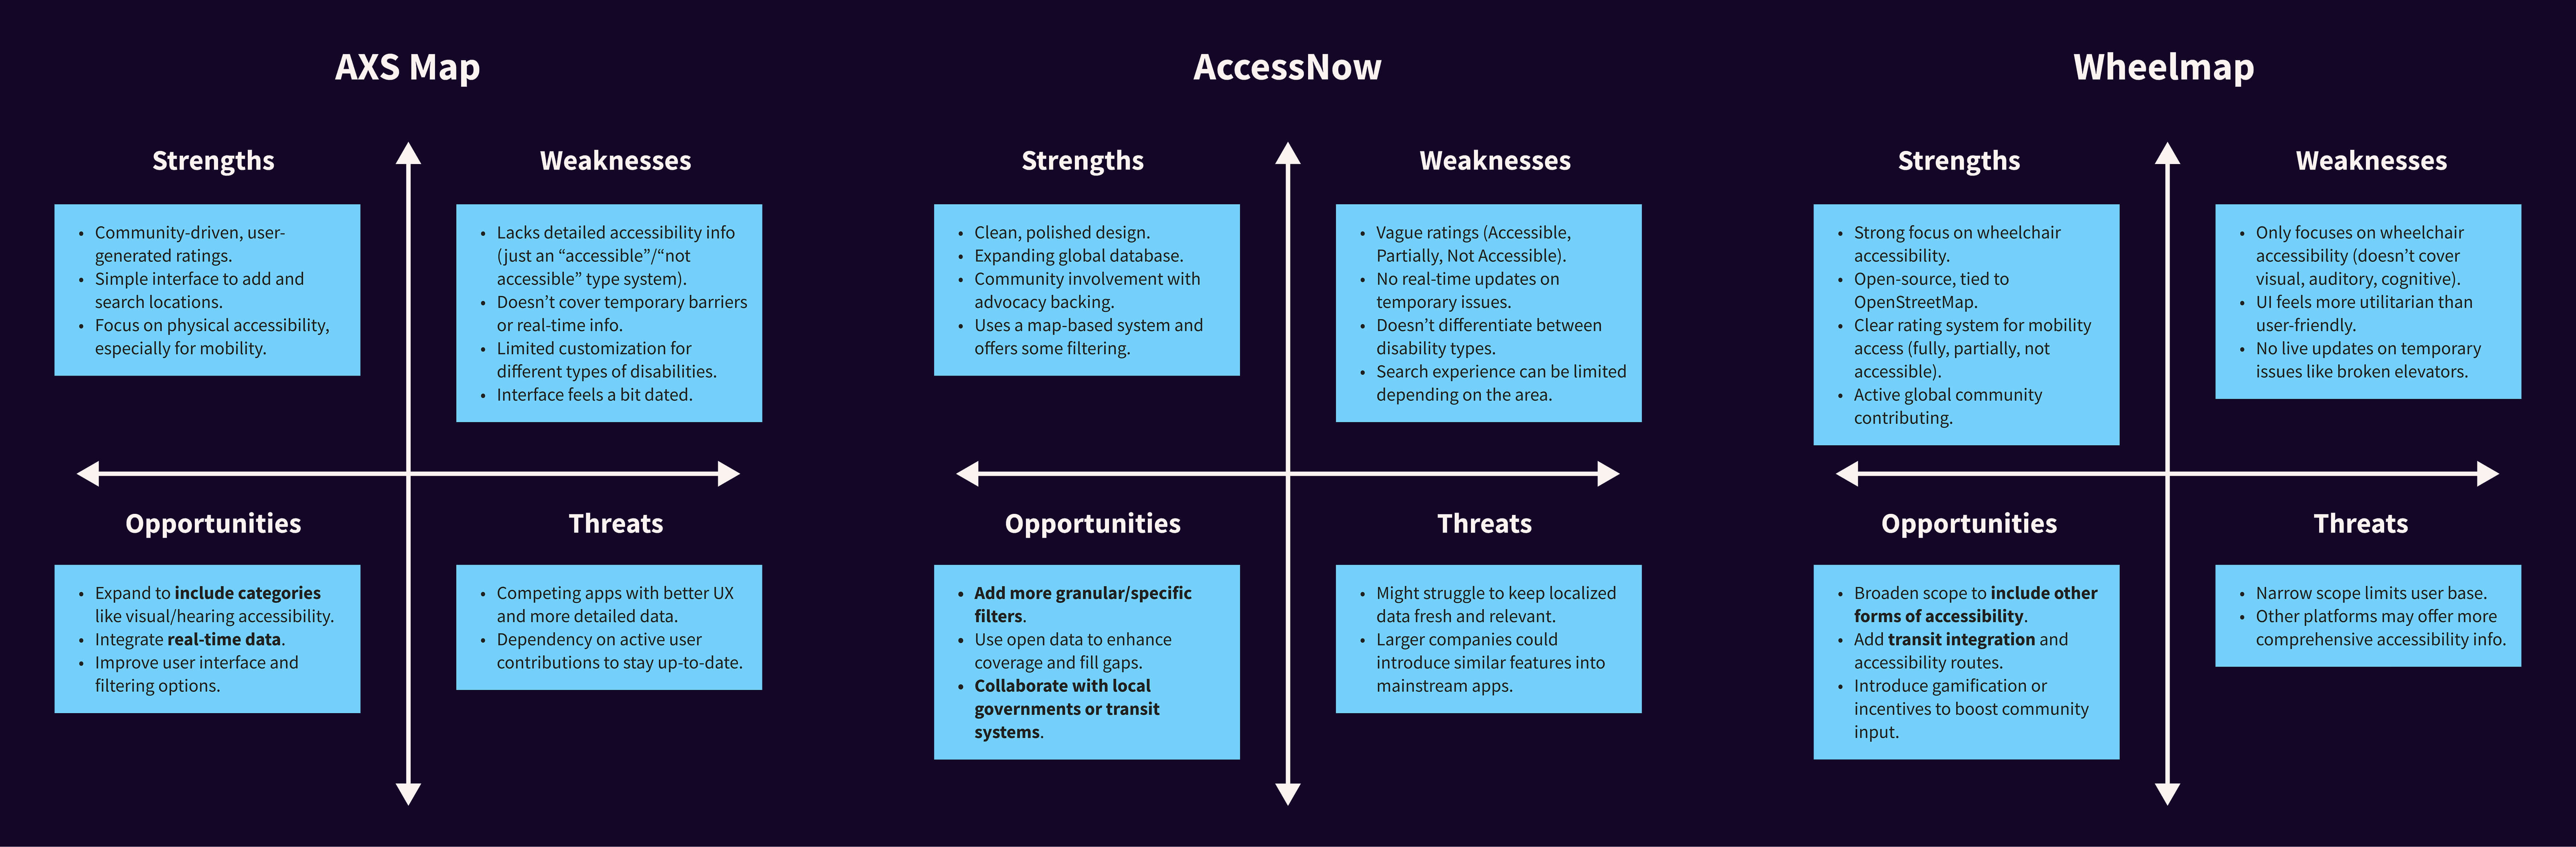 AXS Map
Strengths
• Community-driven, user-
generated ratings.
• Simple interface to add and
search locations.
• Focus on physical accessibility,
especially for mobility.
Weaknesses
• Lacks detailed accessibility info
(just an “accessible”/“not
accessible” type system).
• Doesn’t cover temporary barriers
or real-time info.
• Limited customization for
different types of disabilities.
• Interface feels a bit dated.
Opportunities
• Expand to include categories
like visual/hearing accessibility.
• Integrate real-time data.
• Improve user interface and
filtering options.
Threats
• Competing apps with better UX
and more detailed data.
• Dependency on active user
contributions to stay up-to-date.
AccessNow
Strengths
• Clean, polished design.
• Expanding global database.
• Community involvement with
advocacy backing.
• Uses a map-based system and
offers some filtering.
Weaknesses
• Vague ratings (Accessible,
Partially, Not Accessible).
• No real-time updates on
temporary issues.
• Doesn’t differentiate between
disability types.
• Search experience can be limited
depending on the area.
Opportunities
• Add more granular/specific
filters.
• Use open data to enhance
coverage and fill gaps.
• Collaborate with local
governments or transit
systems.
Threats
• Might struggle to keep localized
data fresh and relevant.
• Larger companies could
introduce similar features into
mainstream apps.
Wheelmap
Strengths
• Strong focus on wheelchair
accessibility.
• Open-source, tied to
OpenStreetMap.
• Clear rating system for mobility
access (fully, partially, not
accessible).
• Active global community
contributing.
Weaknesses
• Only focuses on wheelchair
accessibility (doesn’t cover
visual, auditory, cognitive).
• UI feels more utilitarian than
user-friendly.
• No live updates on temporary
issues like broken elevators.
Opportunities
• Broaden scope to include other
forms of accessibility.
• Add transit integration and
accessibility routes.
• Introduce gamification or
incentives to boost community
input.
Threats
• Narrow scope limits user base.
• Other platforms may offer more
comprehensive accessibility info.